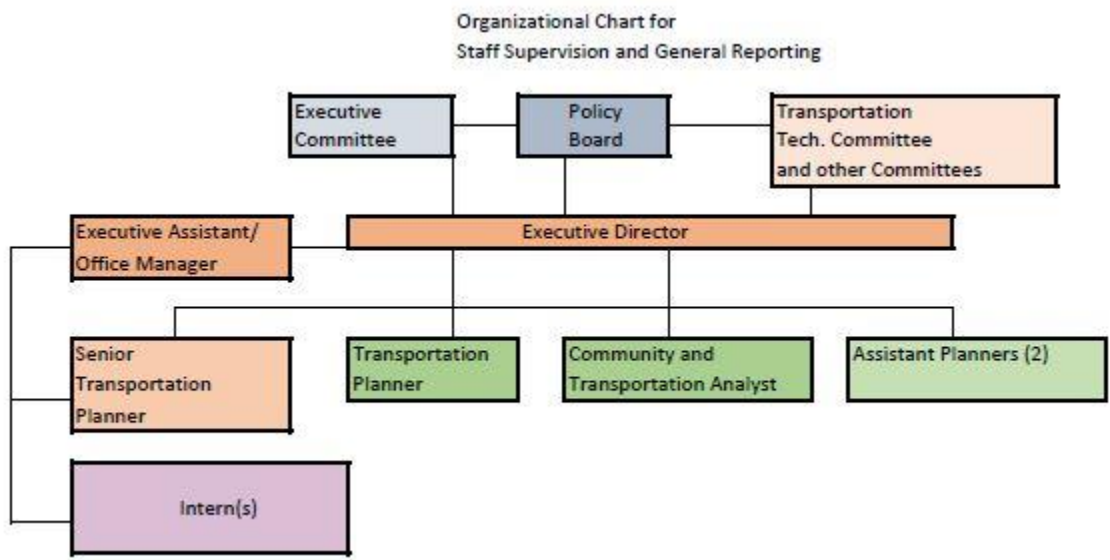 Organizational Chart for
Staff Supervision and General Reporting
Executive
Committee
Policy
Board
Transportation
Tech. Committee
and other Committees
Executive Assistant/
Office Manager
Executive Director
Senior
Transportation
Planner
Transportation
Planner
Community and
Transportation Analyst
Assistant Planners (2)
Intern(s)